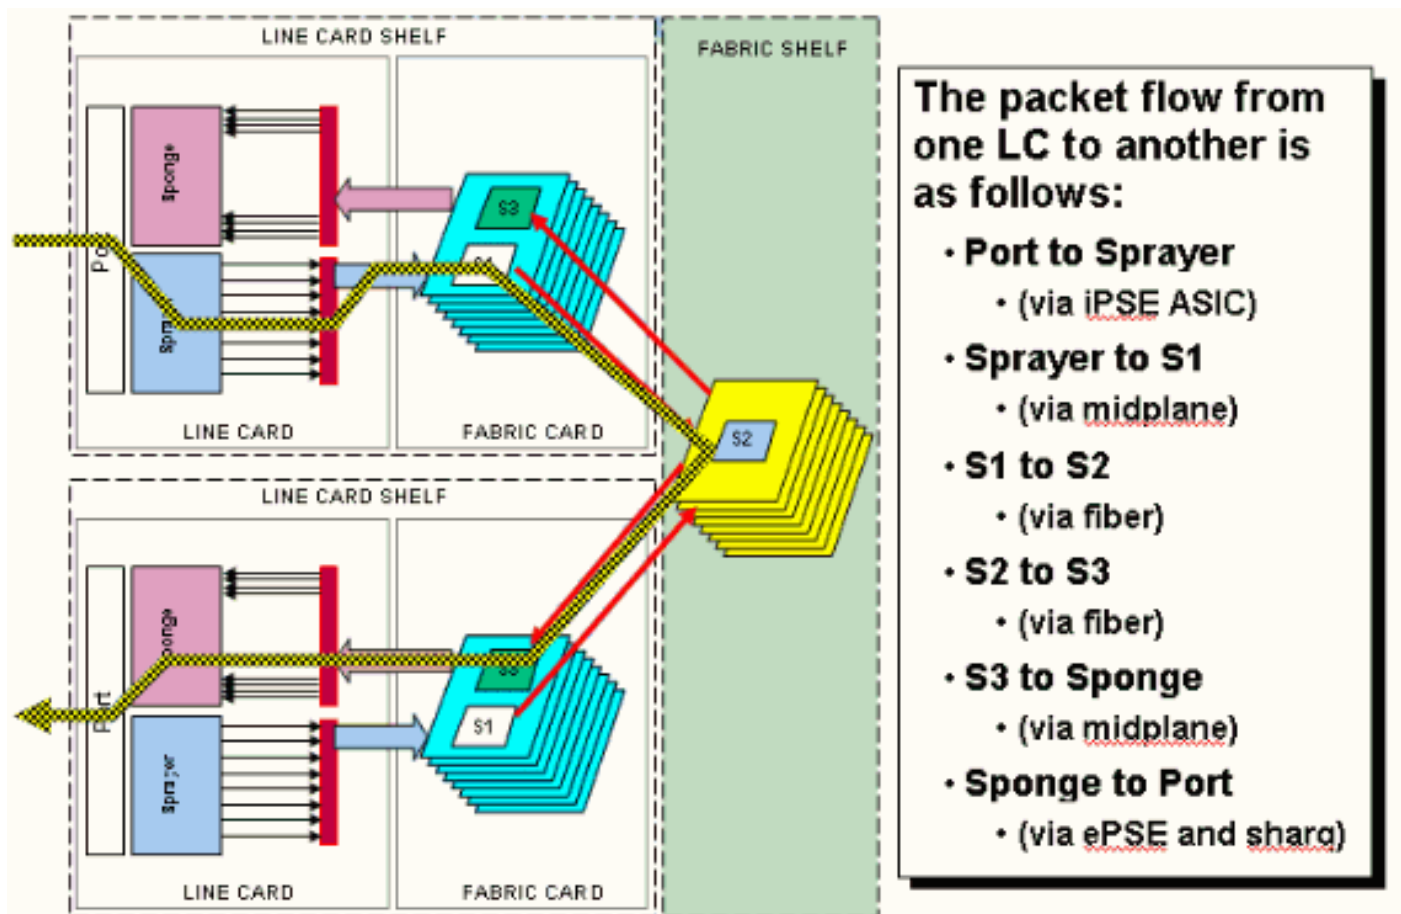 LINE CARD SHELF
FABRIC SHELF
Sponge
S3
LINE CARD
FABRIC CARD
S2
LINE CARD SHELF
Port
S1
Sprayer
LINE CARD
FABRIC CARD
The packet flow from
one LC to another is
as follows:
• Port to Sprayer
• (via iPSE ASIC)
• Sprayer to S1
• (via midplane)
• S1 to S2
• (via fiber)
• S2 to S3
• (via fiber)
• S3 to Sponge
• (via midplane)
• Sponge to Port
• (via ePSE and sharq)